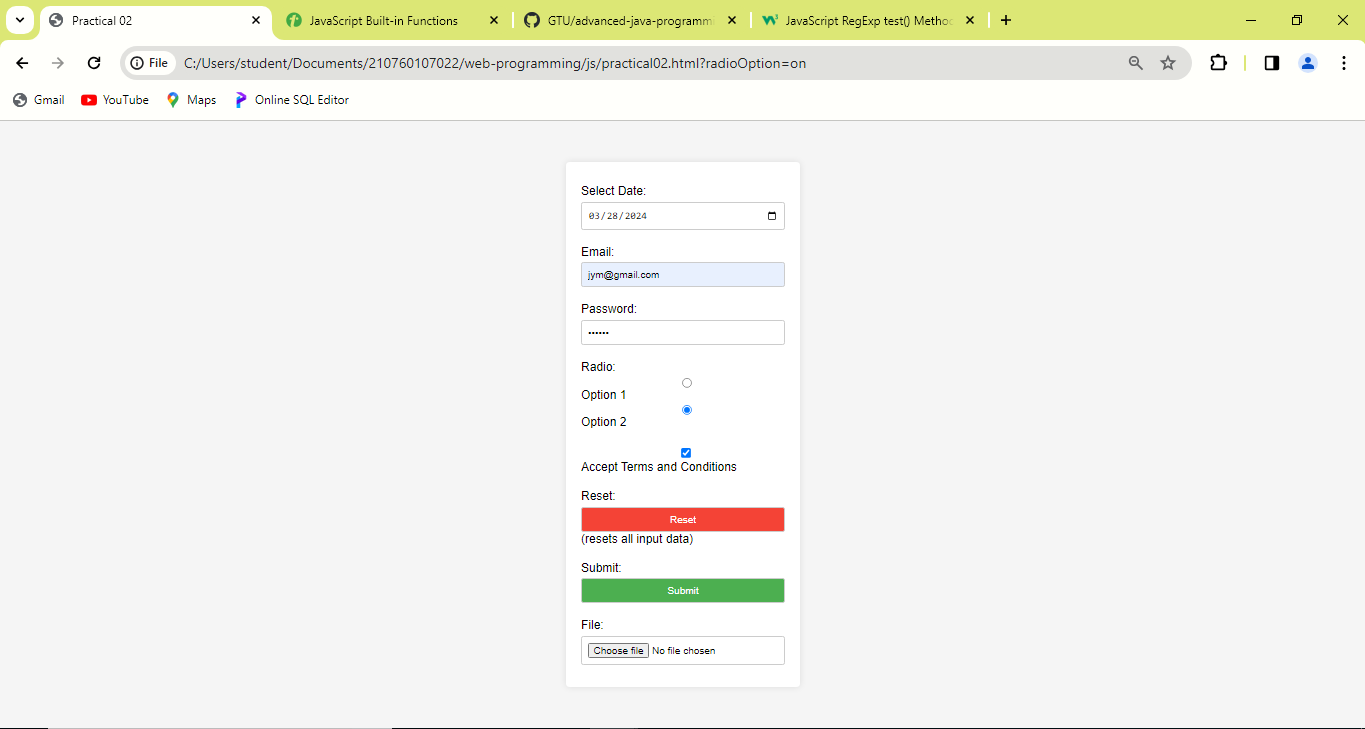 Practical 02
JavaScript Built-in Functions
GTU/advanced-java-programmi
JavaScript RegExp test() Method
File
C:/Users/student/Documents/210760107022/web-programming/js/practical02.html?radioOption=on
Gmail
YouTube
Maps
Online SQL Editor
Select Date:
03/28/2024
Email:
jym@gmail.com
Password:
••••••
Radio:
Option 1
Option 2
Accept Terms and Conditions
Reset:
Reset
(resets all input data)
Submit:
Submit
File:
Choose file No file chosen